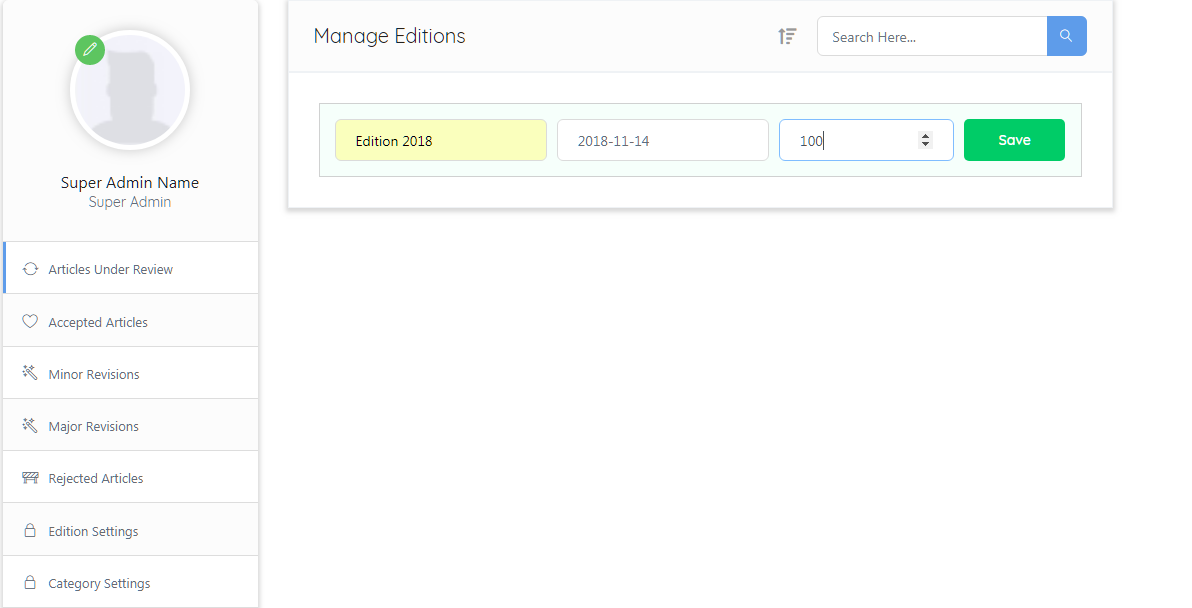 Super Admin Name
Super Admin
Articles Under Review
Accepted Articles
Minor Revisions
Major Revisions
Rejected Articles
Edition Settings
Category Settings
Manage Editions
Search Here...
Edition 2018
2018-11-14
100
Save